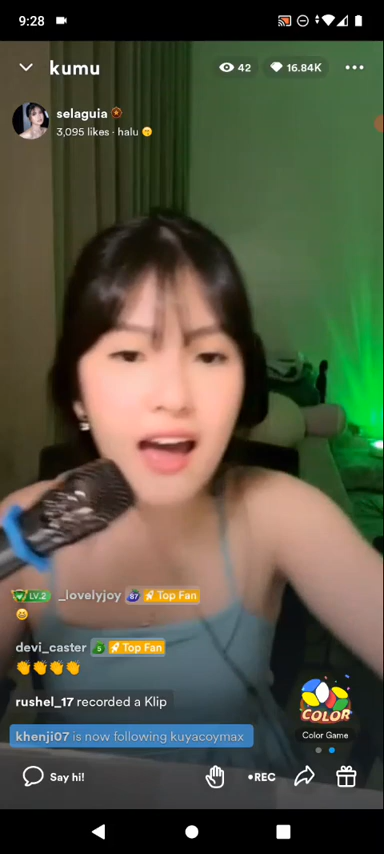 9:28
kumu
42
16.84K
selaguia
3,095 likes · halu
LV.2 _lovelyjoy 87 Top Fan
devi_caster 5 Top Fan
rushel_17 recorded a Klip
khenji07 is now following kuyacoymax
COLOR
Color Game
Say hi!
REC